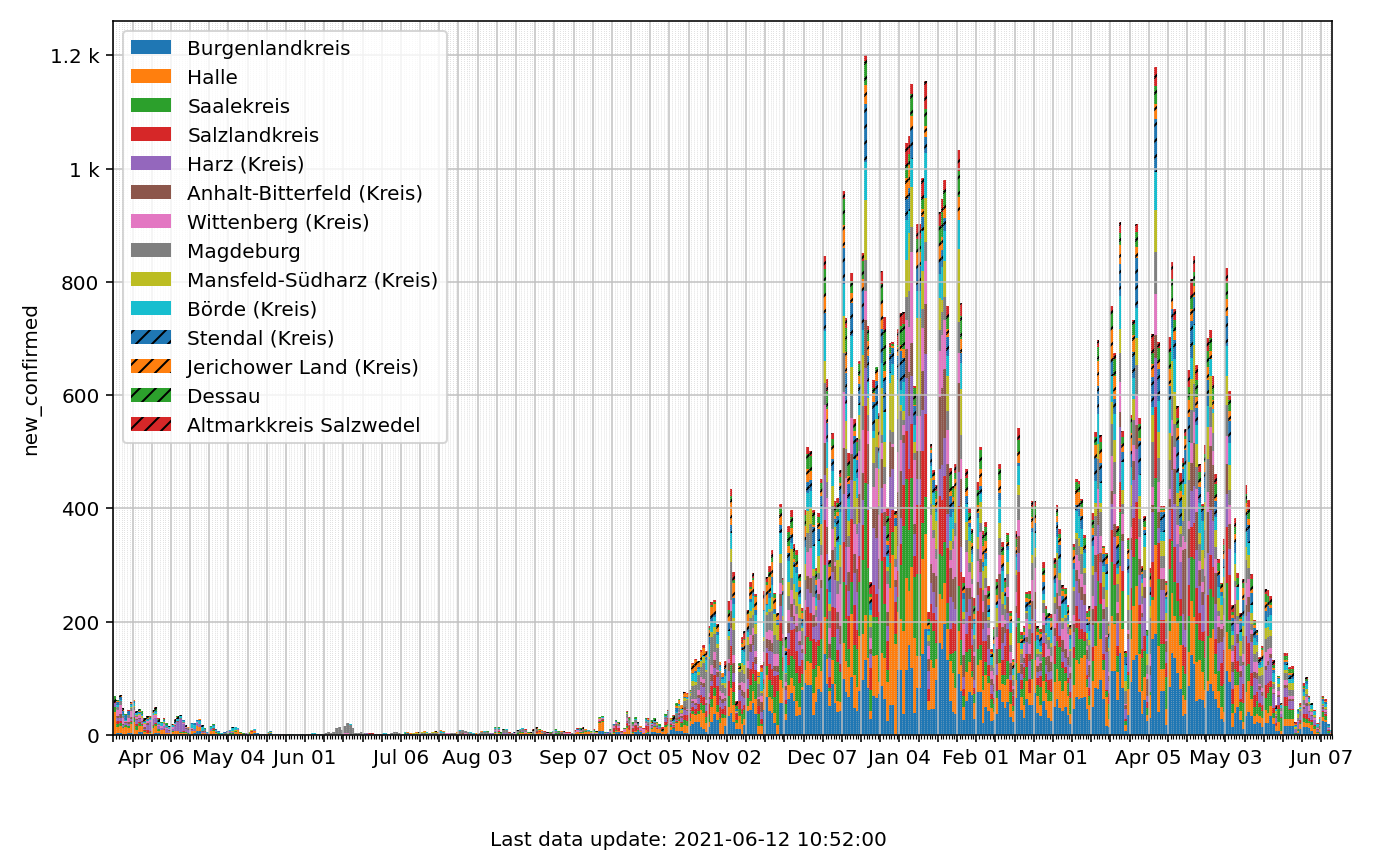 new_confirmed
1.2 k
1 k
800
600
400
200
0
Burgenlandkreis
Halle
Saalekreis
Salzlandkreis
Harz (Kreis)
Anhalt-Bitterfeld (Kreis)
Wittenberg (Kreis)
Magdeburg
Mansfeld-Südharz (Kreis)
Börde (Kreis)
Stendal (Kreis)
Jerichower Land (Kreis)
Dessau
Altmarkkreis Salzwedel
Apr 06 May 04 Jun 01 Jul 06 Aug 03 Sep 07 Oct 05 Nov 02 Dec 07 Jan 04 Feb 01 Mar 01 Apr 05 May 03 Jun 07
Last data update: 2021-06-12 10:52:00